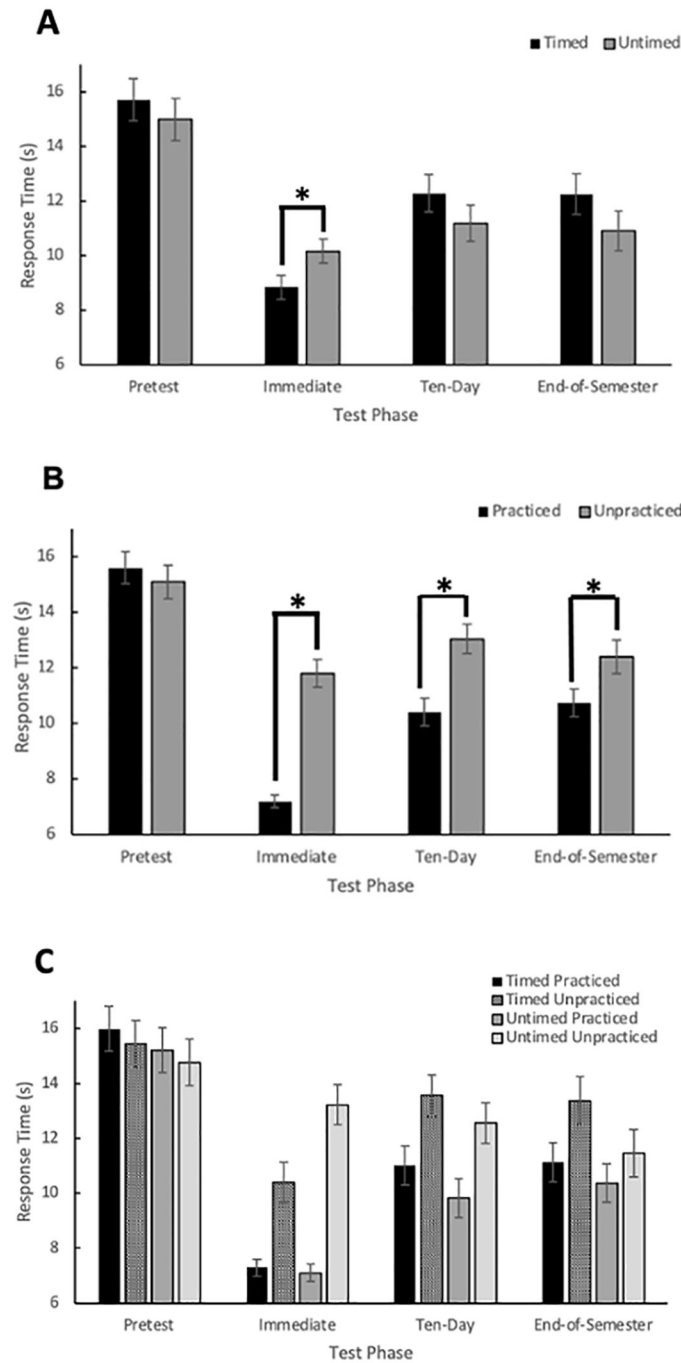 A
Timed Untimed
Response Time (s)
16
14
12
10
8
6
*
Pretest Immediate Ten-Day End-of-Semester
Test Phase
B
Practiced Unpracticed
Response Time (s)
16
14
12
10
8
6
* * *
Pretest Immediate Ten-Day End-of-Semester
Test Phase
C
Timed Practiced
Timed Unpracticed
Untimed Practiced
Untimed Unpracticed
Response Time (s)
16
14
12
10
8
6
Pretest Immediate Ten-Day End-of-Semester
Test Phase